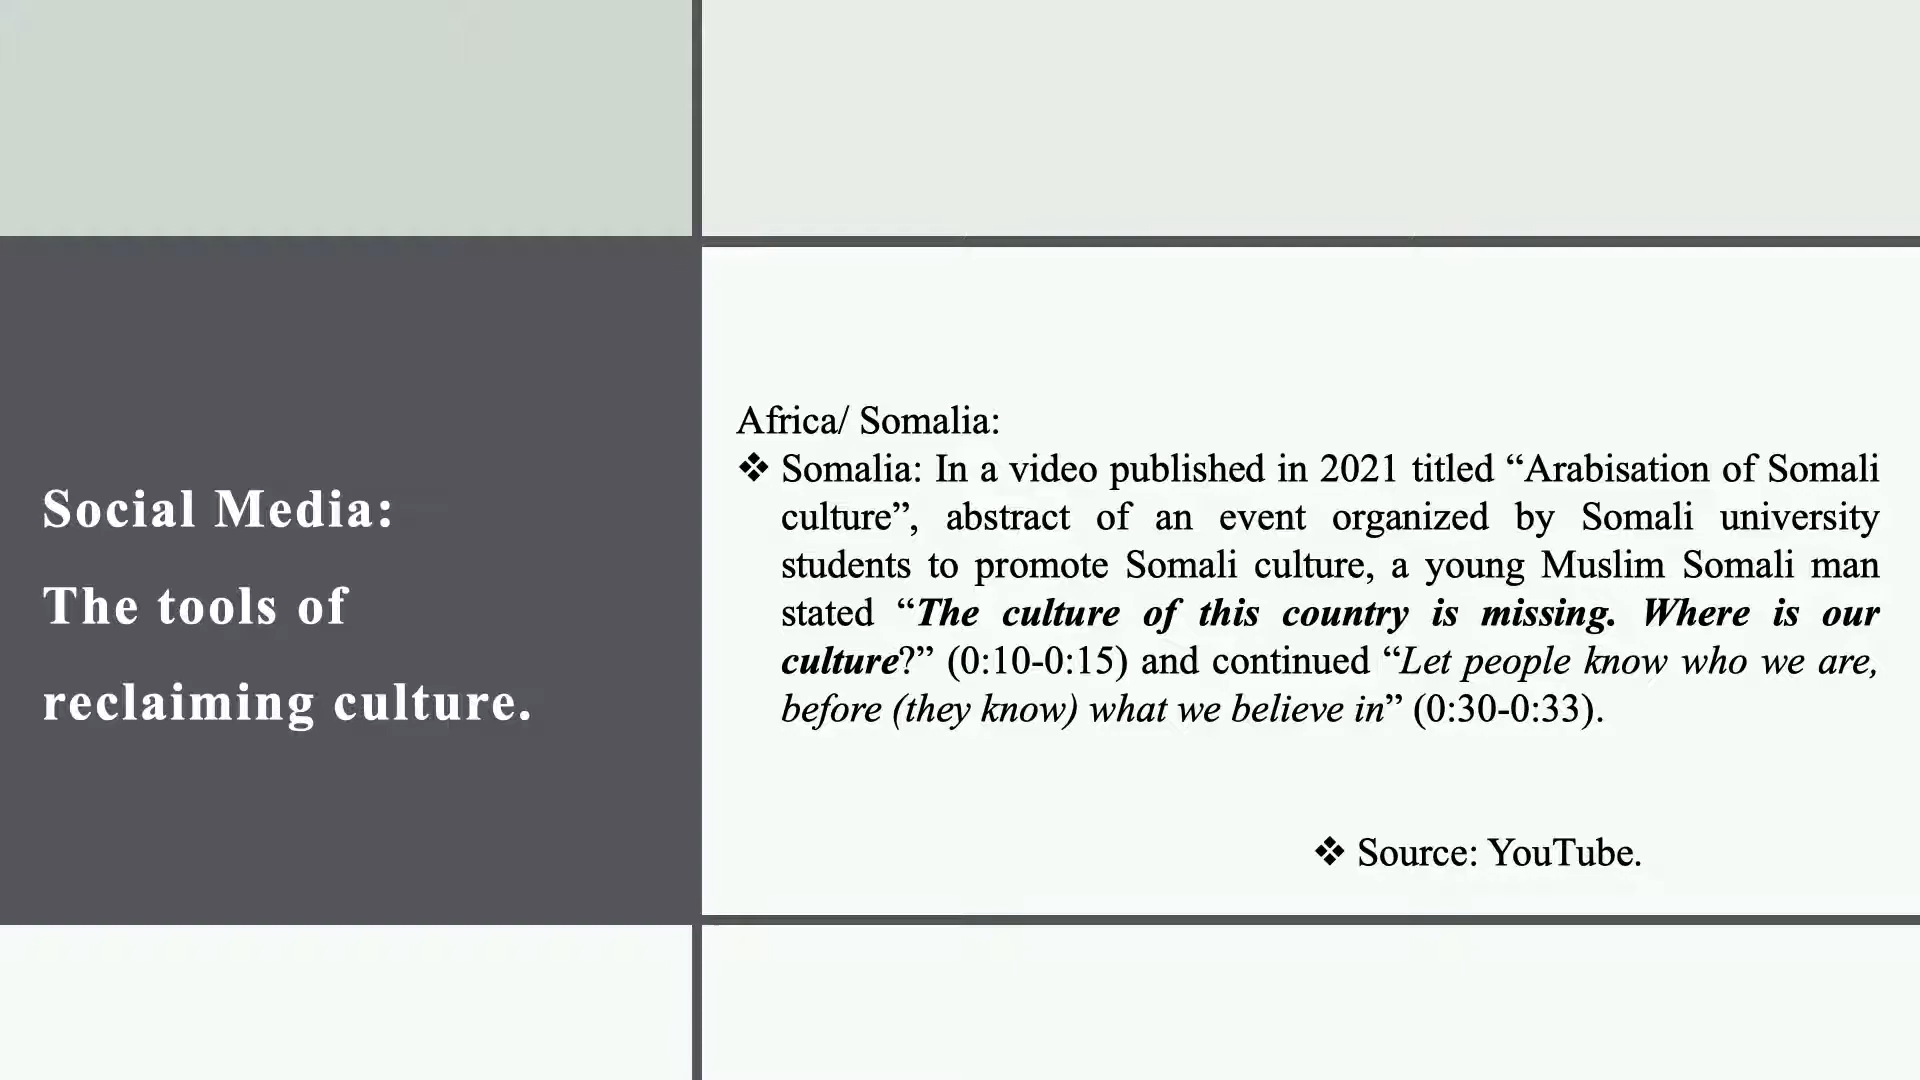 Social Media:
The tools of
reclaiming culture.
Africa/ Somalia:
❖ Somalia: In a video published in 2021 titled “Arabisation of Somali
culture”, abstract of an event organized by Somali university
students to promote Somali culture, a young Muslim Somali man
stated “The culture of this country is missing. Where is our
culture?” (0:10-0:15) and continued “Let people know who we are,
before (they know) what we believe in” (0:30-0:33).
❖ Source: YouTube.